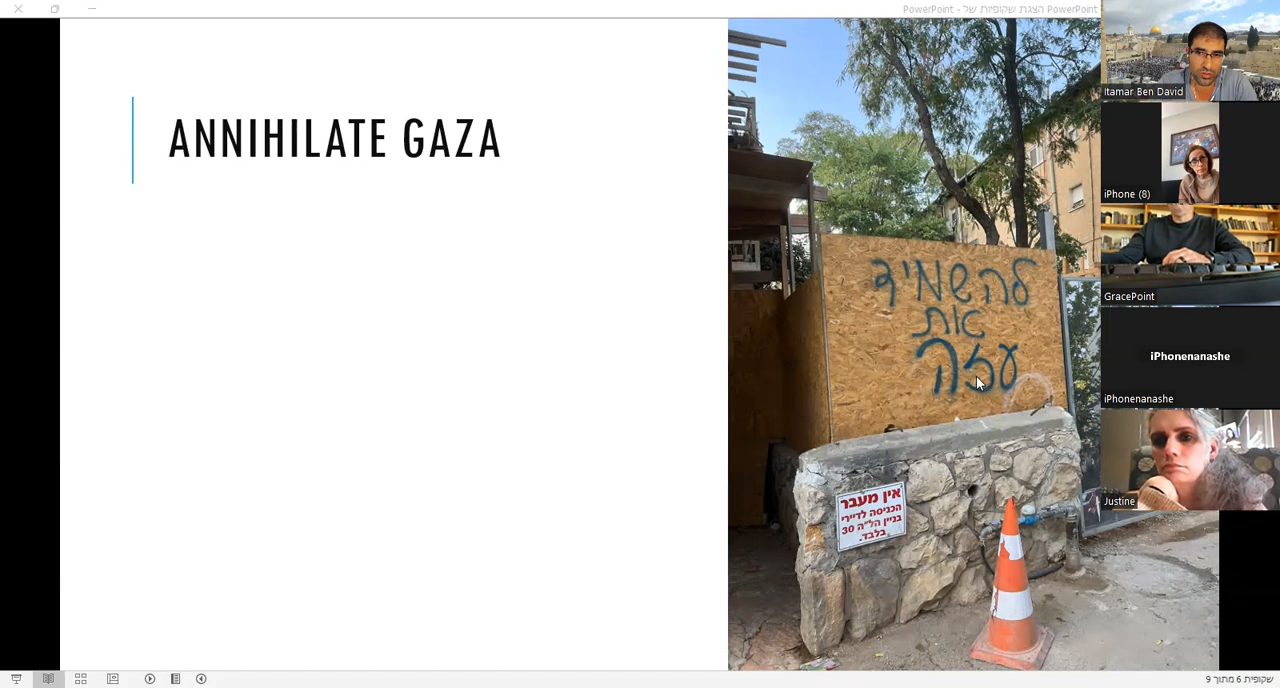 PowerPoint הצגת שקופיות של - PowerPoint
ANNIHILATE GAZA
להשמיד
את
עזה
אין מעבר
הכניסה לדיירי
בניין הל"ה 30
בלבד.
Itamar Ben David
iPhone (8)
GracePoint
iPhonenanashe
iPhonenanashe
Justine
שקופית 6 מתוך 9